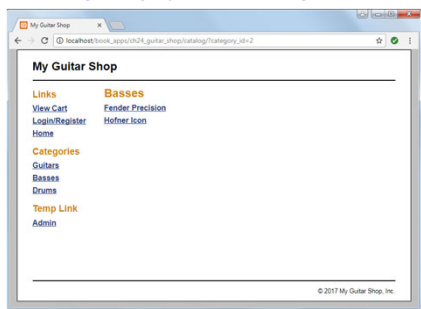 My Guitar Shop
localhost/book_apps/ch24_guitar_shop/catalog/?category_id=2
My Guitar Shop
Links
View Cart
Login/Register
Home
Categories
Guitars
Basses
Drums
Temp Link
Admin
Basses
Fender Precision
Hofner Icon
© 2017 My Guitar Shop, Inc.